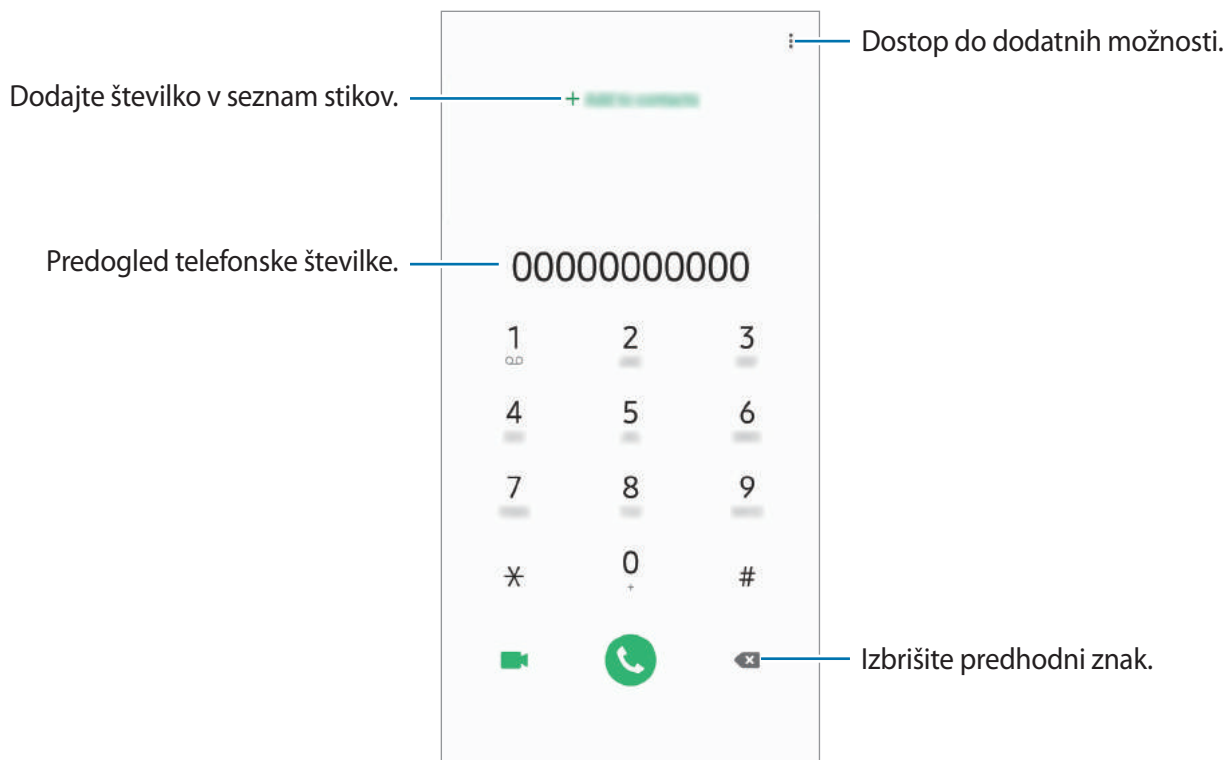 Dostop do dodatnih možnosti.
Dodajte številko v seznam stikov.
+
Predogled telefonske številke.
00000000000
1 2 3
4 5 6
7 8 9
* 0 #
+
Izbrišite predhodni znak.